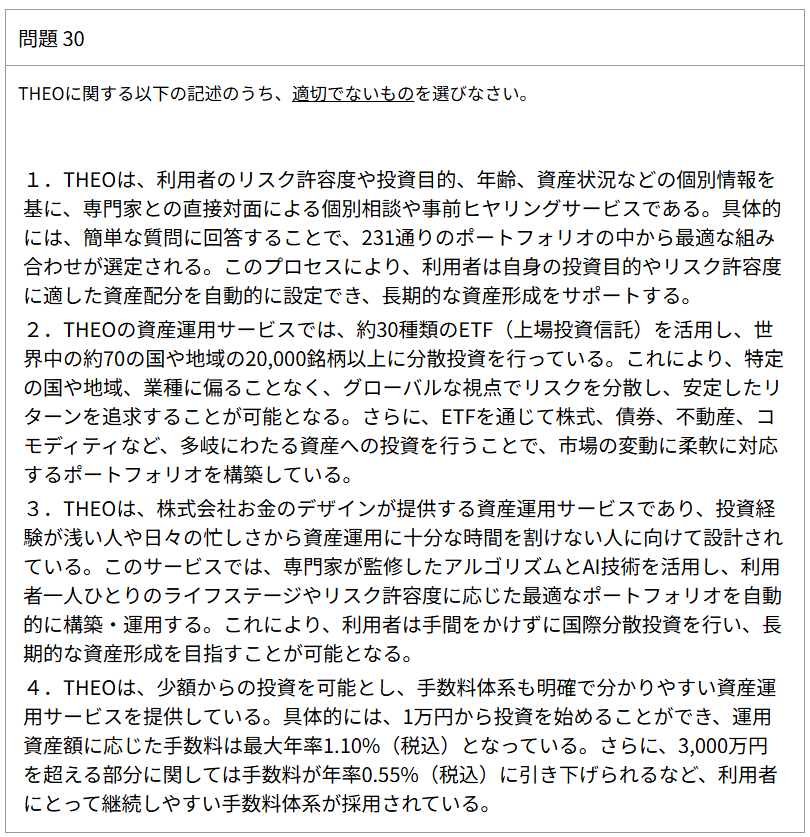 問題 30
THEOに関する以下の記述のうち、適切でないものを選びなさい。
１．THEOは、利用者のリスク許容度や投資目的、年齢、資産状況などの個別情報を
基に、専門家との直接対面による個別相談や事前ヒヤリングサービスである。具体的
には、簡単な質問に回答することで、231通りのポートフォリオの中から最適な組み
合わせが選定される。このプロセスにより、利用者は自身の投資目的やリスク許容度
に適した資産配分を自動的に設定でき、長期的な資産形成をサポートする。
２．THEOの資産運用サービスでは、約30種類のETF（上場投資信託）を活用し、世
界中の約70の国や地域の20,000銘柄以上に分散投資を行っている。これにより、特定
の国や地域、業種に偏ることなく、グローバルな視点でリスクを分散し、安定したリ
ターンを追求することが可能となる。さらに、ETFを通じて株式、債券、不動産、コ
モディティなど、多岐にわたる資産への投資を行うことで、市場の変動に柔軟に対応
するポートフォリオを構築している。
３．THEOは、株式会社お金のデザインが提供する資産運用サービスであり、投資経
験が浅い人や日々の忙しさから資産運用に十分な時間を割けない人に向けて設計され
ている。このサービスでは、専門家が監修したアルゴリズムとAI技術を活用し、利用
者一人ひとりのライフステージやリスク許容度に応じた最適なポートフォリオを自動
的に構築・運用する。これにより、利用者は手間をかけずに国際分散投資を行い、長
期的な資産形成を目指すことが可能となる。
４．THEOは、少額からの投資を可能とし、手数料体系も明確で分かりやすい資産運
用サービスを提供している。具体的には、1万円から投資を始めることができ、運用
資産額に応じた手数料は最大年率1.10%（税込）となっている。さらに、3,000万円
を超える部分に関しては手数料が年率0.55%（税込）に引き下げられるなど、利用者
にとって継続しやすい手数料体系が採用されている。